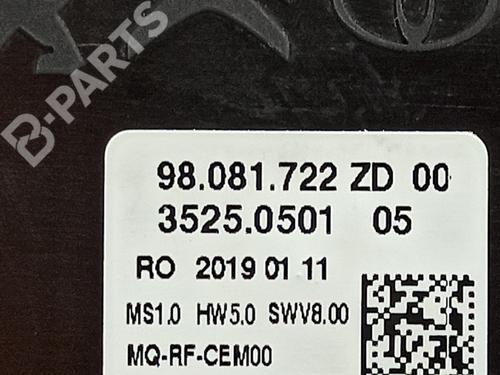 B-PARTS
98.081.722 ZD 00
3525.0501 05
RO 2019 01 11
MS1.0 HW5.0 SWV8.00
MQ-RF-CEM00